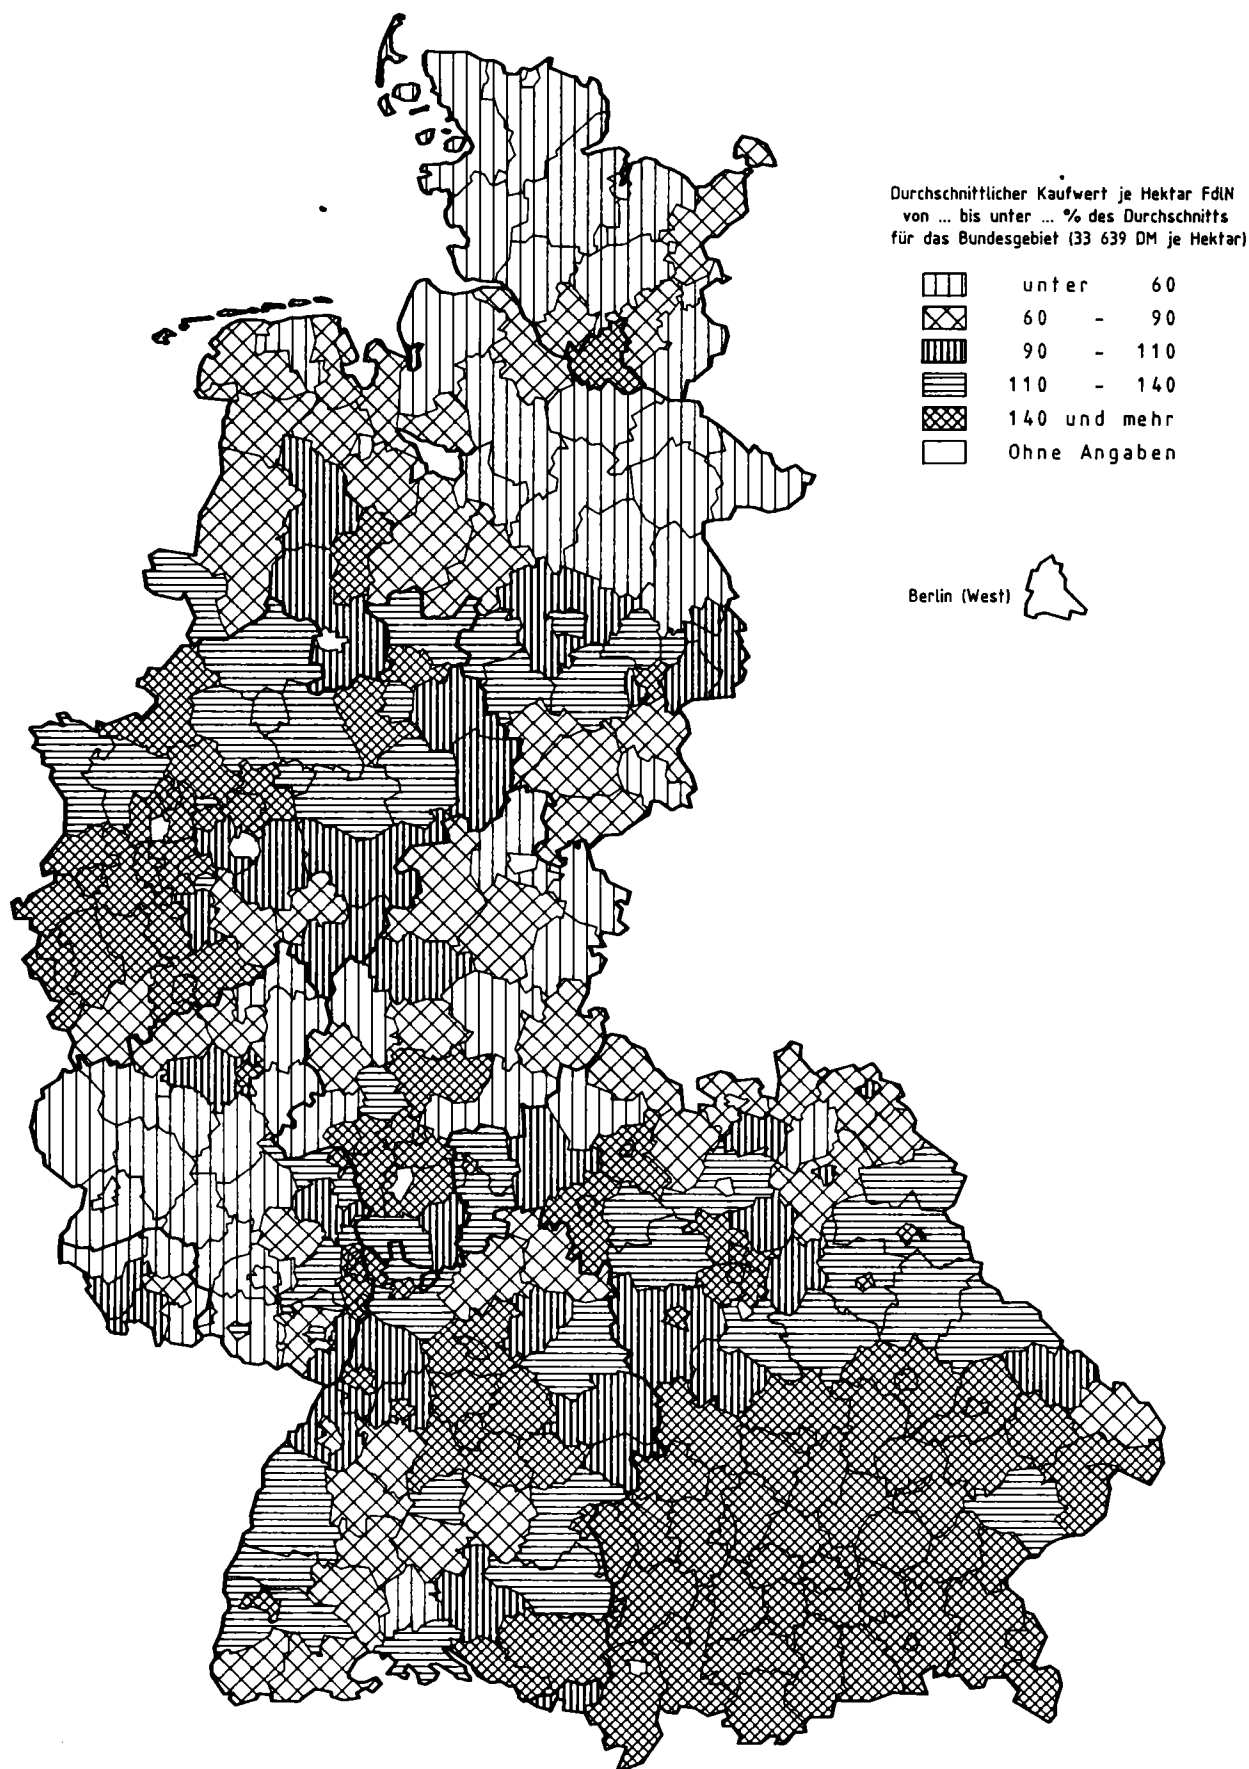 Durchschnittlicher Kaufwert je Hektar FdlN
von ... bis unter ... % des Durchschnitts
für das Bundesgebiet (33 639 DM je Hektar)
unter 60
60 - 90
90 - 110
110 - 140
140 und mehr
Ohne Angaben
Berlin (West)